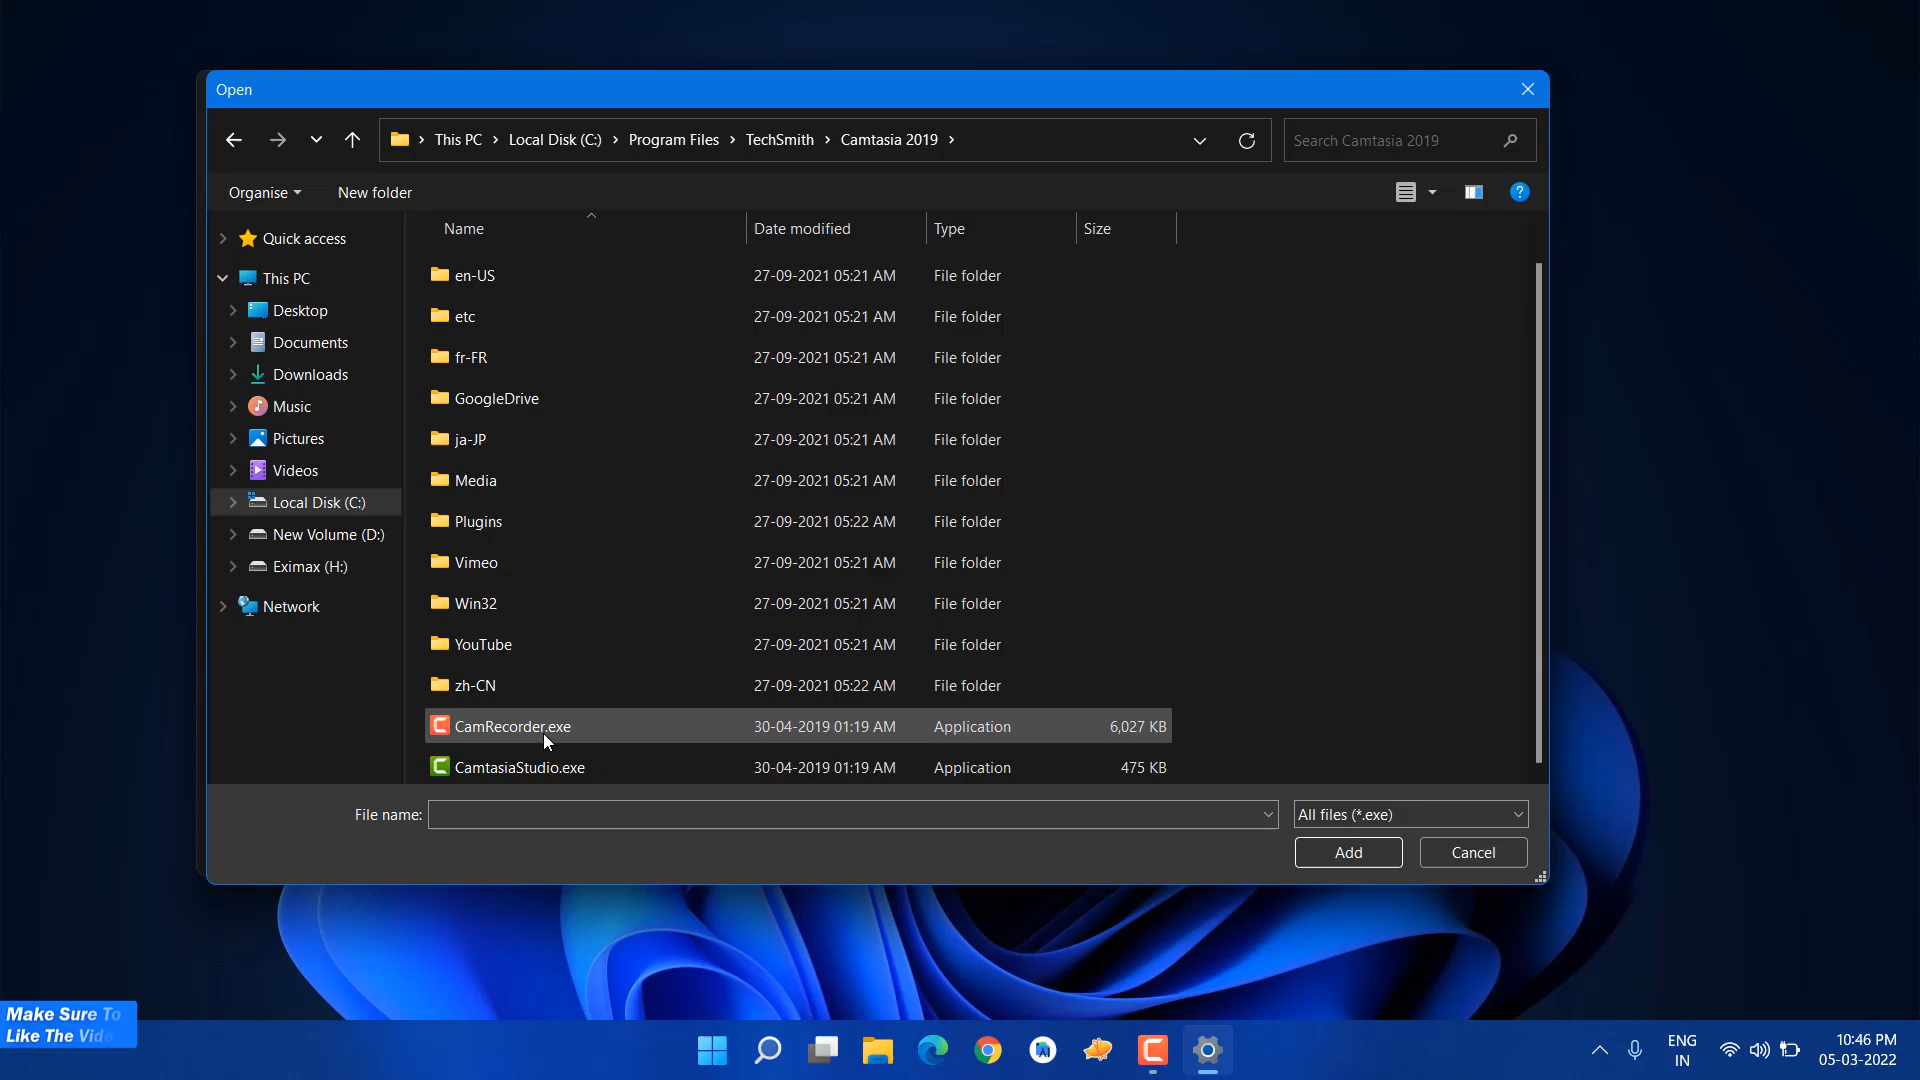 Open
This PC
Local Disk (C:)
Program Files
TechSmith
Camtasia 2019
Search Camtasia 2019
Organise
New folder
Name
Date modified
Type
Size
Quick access
This PC
Desktop
Documents
Downloads
Music
Pictures
Videos
Local Disk (C:)
New Volume (D:)
Eximax (H:)
Network
en-US 27-09-2021 05:21 AM File folder
etc 27-09-2021 05:21 AM File folder
fr-FR 27-09-2021 05:21 AM File folder
GoogleDrive 27-09-2021 05:21 AM File folder
ja-JP 27-09-2021 05:21 AM File folder
Media 27-09-2021 05:21 AM File folder
Plugins 27-09-2021 05:22 AM File folder
Vimeo 27-09-2021 05:21 AM File folder
Win32 27-09-2021 05:21 AM File folder
YouTube 27-09-2021 05:21 AM File folder
zh-CN 27-09-2021 05:22 AM File folder
CamRecorder.exe 30-04-2019 01:19 AM Application 6,027 KB
CamtasiaStudio.exe 30-04-2019 01:19 AM Application 475 KB
File name:
All files (*.exe)
Add
Cancel
Make Sure To
Like The Vide
ENG
IN
10:46 PM
05-03-2022